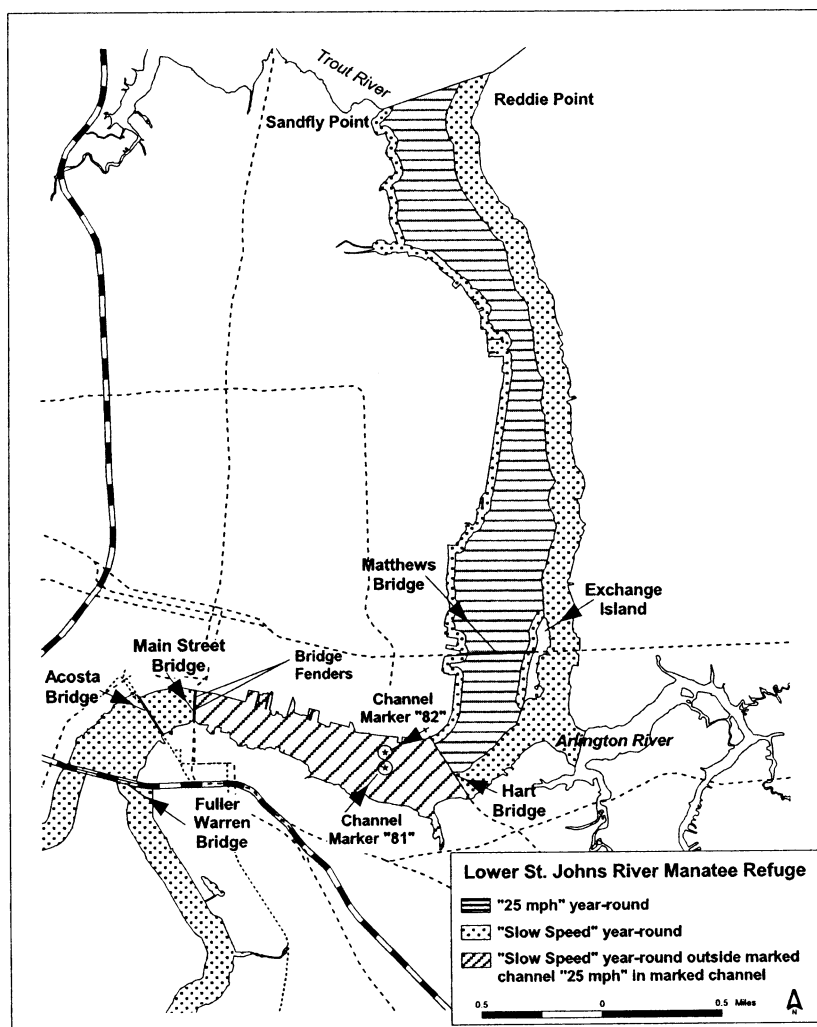 Trout River
Reddie Point
Sandfly Point
Matthews
Bridge
Exchange
Island
Main Street
Bridge
Bridge
Fenders
Acosta
Bridge
Channel
Marker "82"
Arlington River
Hart
Bridge
Fuller
Warren
Bridge
Channel
Marker "81"
Lower St. Johns River Manatee Refuge
"25 mph" year-round
"Slow Speed" year-round
"Slow Speed" year-round outside marked
channel "25 mph" in marked channel
0.5 0 0.5 Miles
N